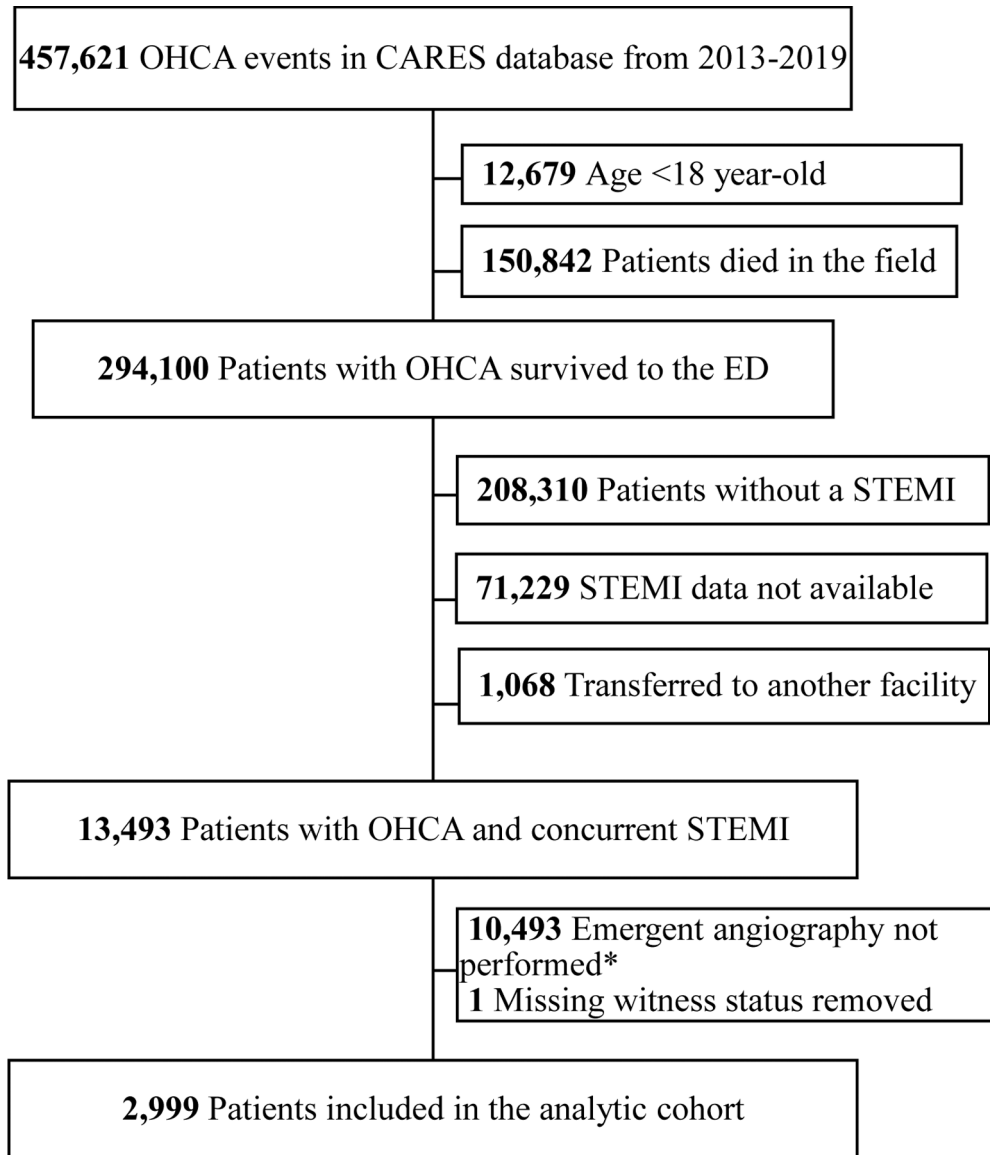 457,621 OHCA events in CARES database from 2013-2019
12,679 Age <18 year-old
150,842 Patients died in the field
294,100 Patients with OHCA survived to the ED
208,310 Patients without a STEMI
71,229 STEMI data not available
1,068 Transferred to another facility
13,493 Patients with OHCA and concurrent STEMI
10,493 Emergent angiography not
performed*
1 Missing witness status removed
2,999 Patients included in the analytic cohort